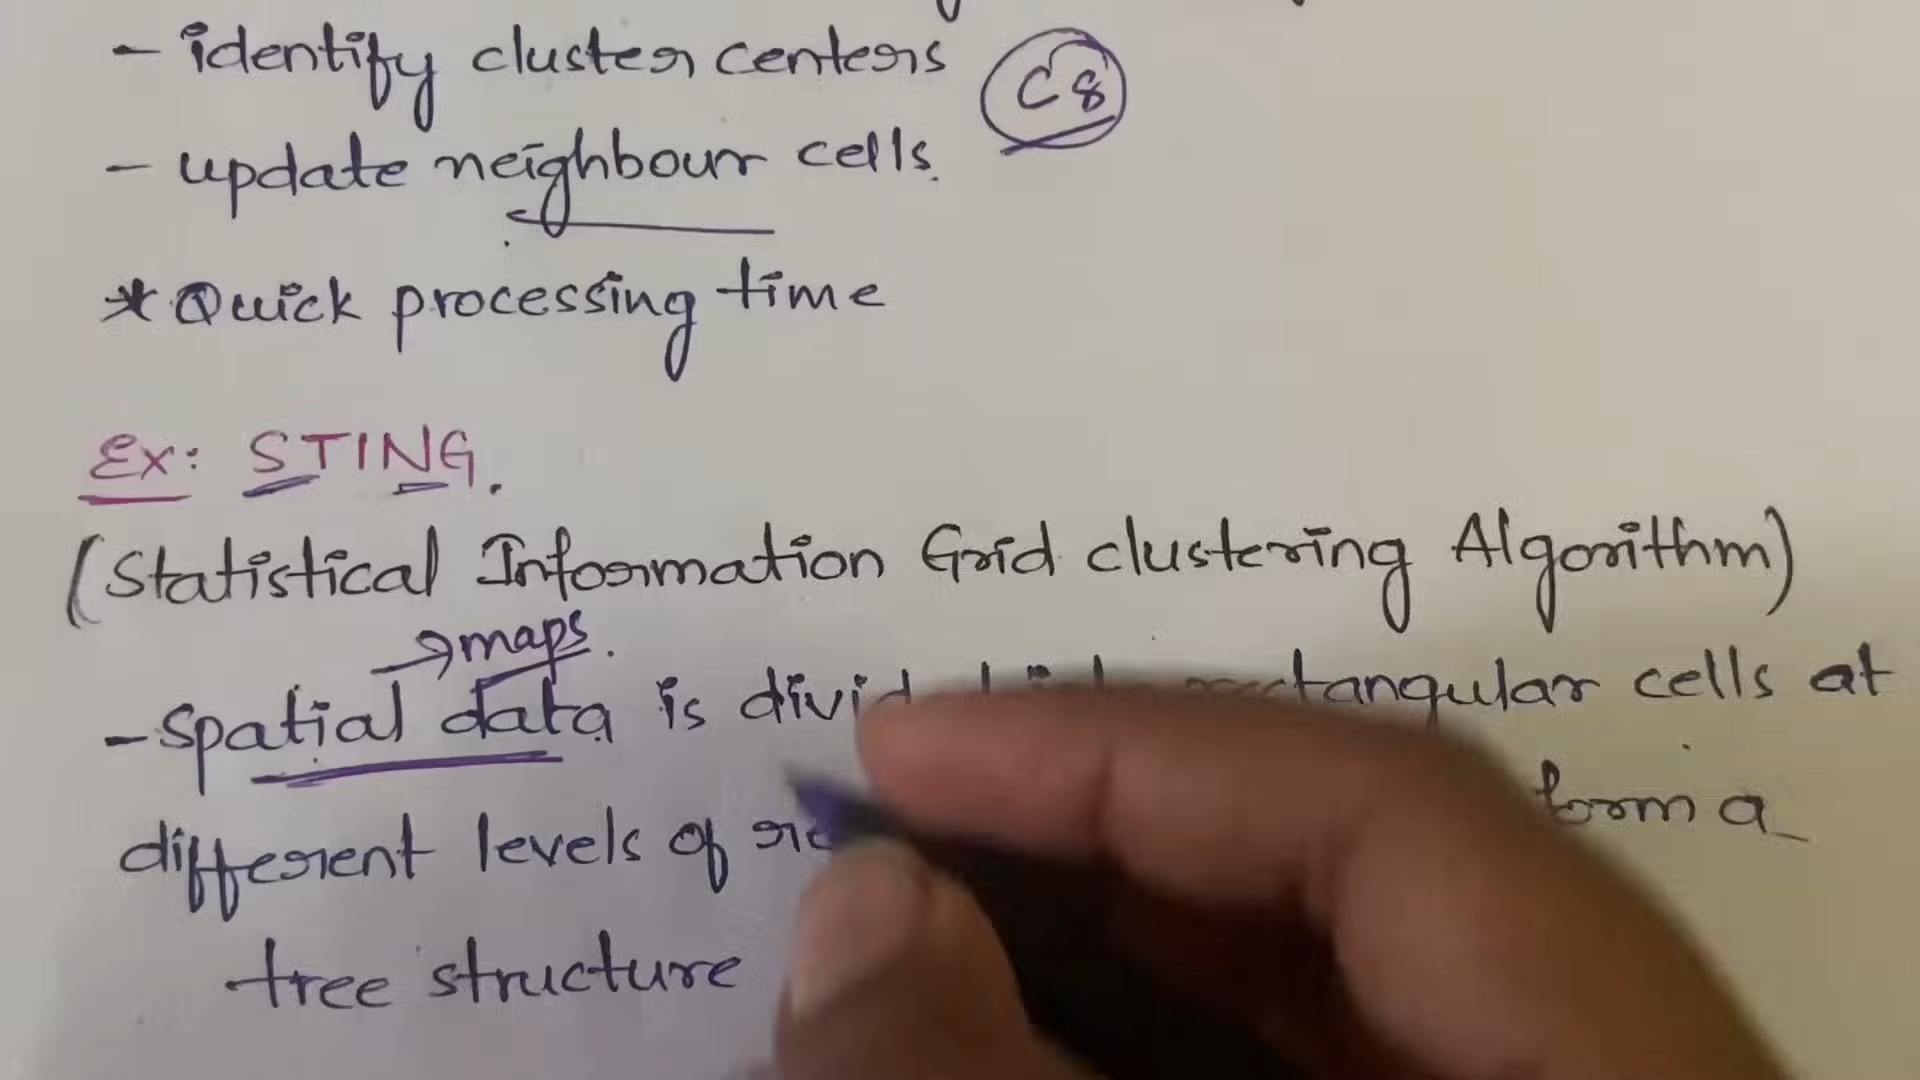 - identify cluster centers
C8
- update neighbour cells.
* Quick processing time
Ex: STING.
(Statistical Information Grid clustering Algorithm)
→ maps.
- spatial data is rectangular cells at
different levels of form a
tree structure